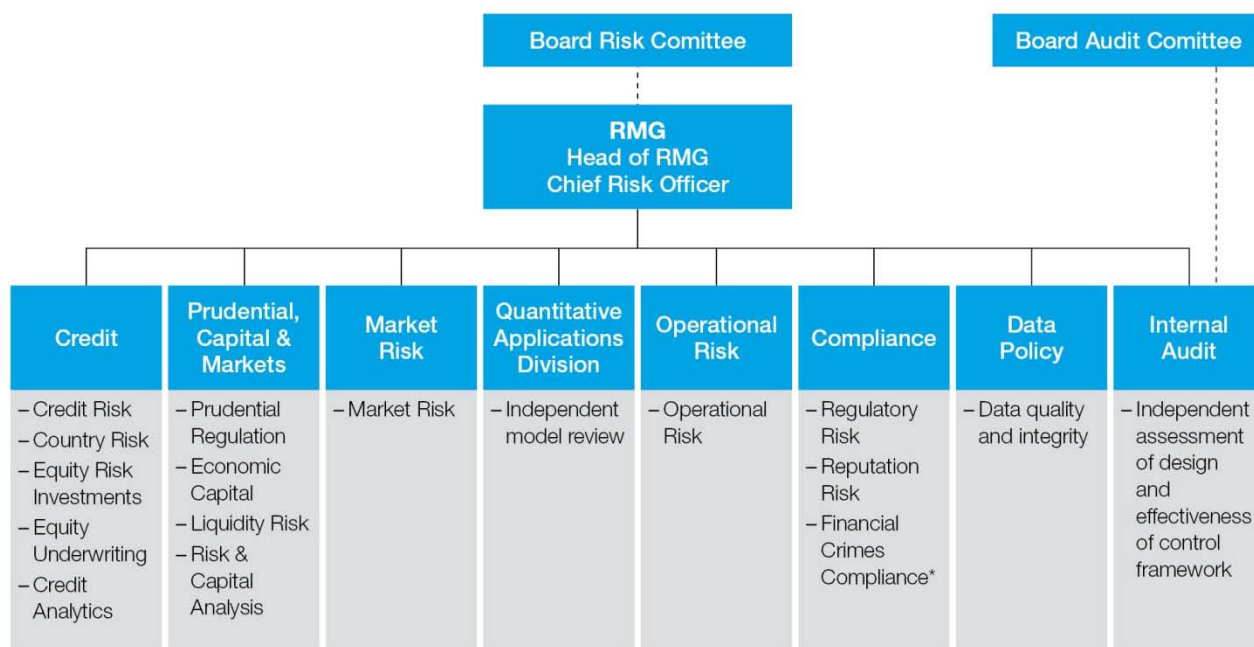 Board Risk Comittee
Board Audit Comittee
RMG
Head of RMG
Chief Risk Officer
Credit
– Credit Risk
– Country Risk
– Equity Risk
Investments
– Equity
Underwriting
– Credit
Analytics
Prudential,
Capital &
Markets
– Prudential
Regulation
– Economic
Capital
– Liquidity Risk
– Risk &
Capital
Analysis
Market
Risk
– Market Risk
Quantitative
Applications
Division
– Independent
model review
Operational
Risk
– Operational
Risk
Compliance
– Regulatory
Risk
– Reputation
Risk
– Financial
Crimes
Compliance*
Data
Policy
– Data quality
and integrity
Internal
Audit
– Independent
assessment
of design
and
effectiveness
of control
framework